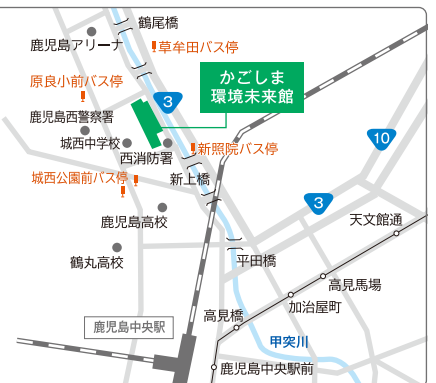 鶴尾橋
鹿児島アリーナ
草牟田バス停
原良小前バス停
かごしま
環境未来館
3
鹿児島西警察署
10
城西中学校
西消防署
新照院バス停
城西公園前バス停
新上橋
3
鹿児島高校
天文館通
鶴丸高校
平田橋
高見馬場
加治屋町
高見橋
鹿児島中央駅
甲突川
鹿児島中央駅前